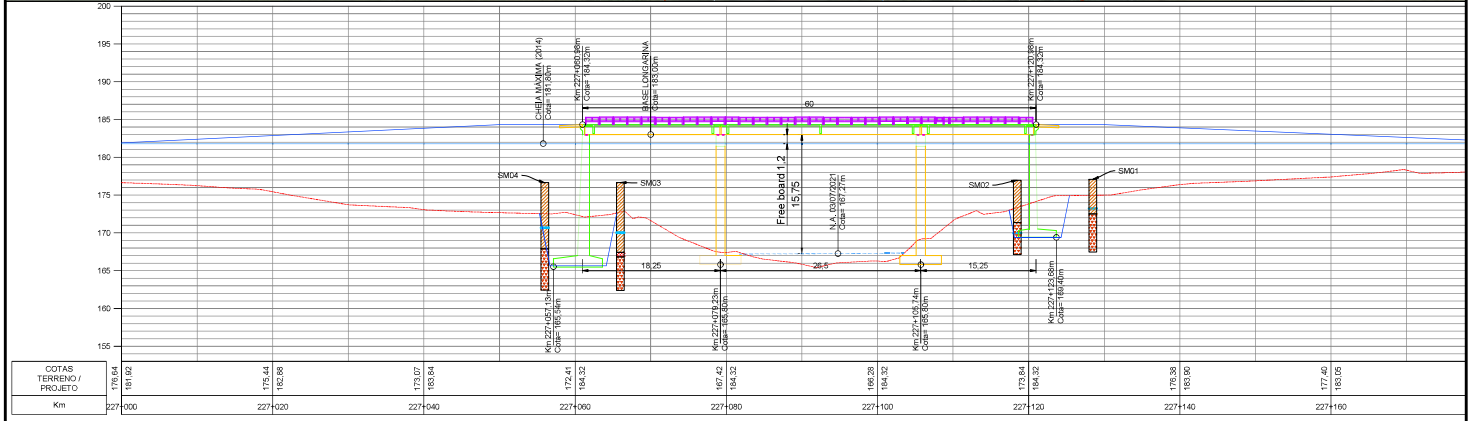 200
195
190
185
180
175
170
165
160
155
CHEIA MÁXIMA (2014)
Cota= 181,80m
Km 227+060,98m
Cota= 184,32m
BASE LONGARINA
Cota= 183,00m
Km 227+120,98m
Cota= 184,32m
60
Free board 1,2
15,75
N.A. 03/07/2021
Cota= 167,27m
SM04
SM03
SM02
SM01
18,25
26,5
15,25
Km 227+057,13m
Cota= 165,54m
Km 227+079,23m
Cota= 165,80m
Km 227+105,74m
Cota= 165,80m
Km 227+123,68m
Cota= 169,40m
COTAS
TERRENO /
PROJETO
176,64
181,92
175,44
182,88
173,07
183,84
172,41
184,32
167,42
184,32
166,28
184,32
173,84
184,32
176,38
183,90
177,40
183,05
Km
227+000
227+020
227+040
227+060
227+080
227+100
227+120
227+140
227+160